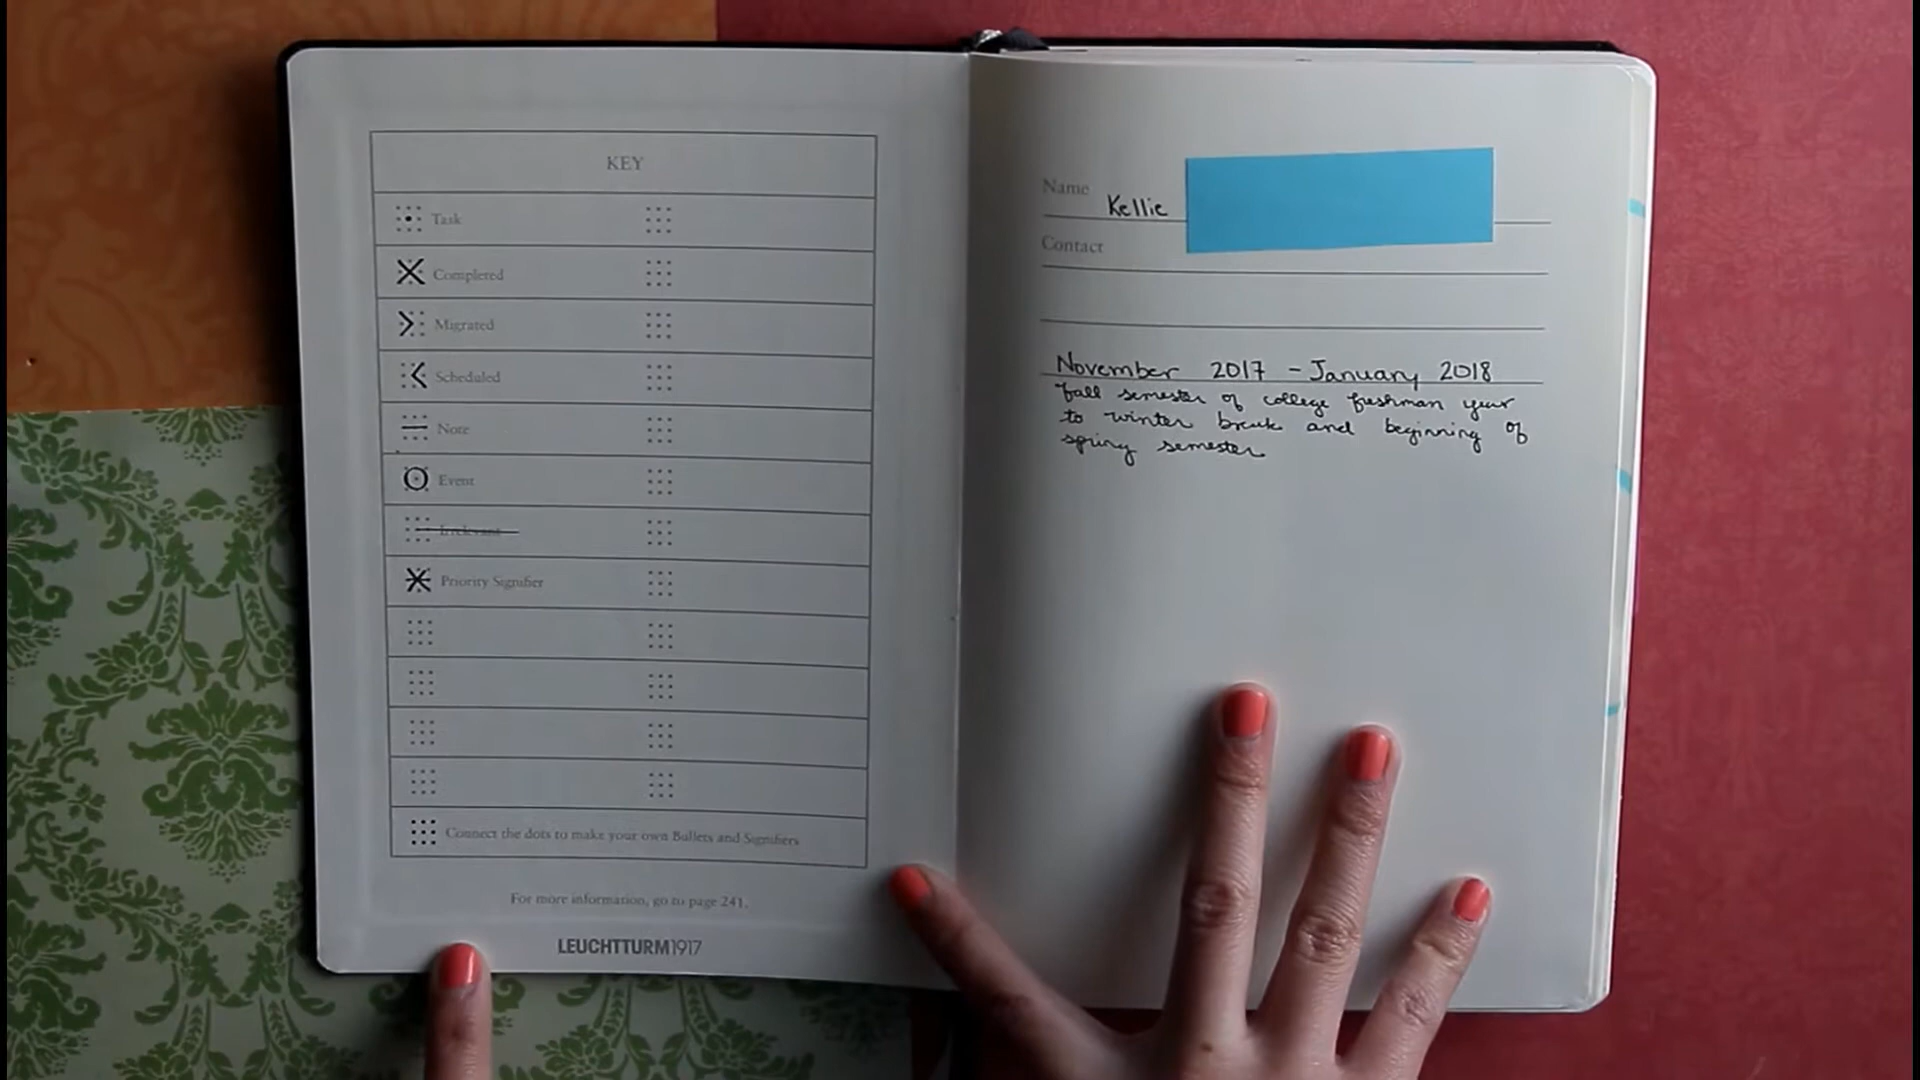 KEY
Task
Completed
Migrated
Scheduled
Note
Event
Irrelevant
Priority Signifier
Connect the dots to make your own Bullets and Signifiers
For more information, go to page 241.
LEUCHTTURM1917
Name
Kellie
Contact
November 2017 - January 2018
fall semester of college freshman year
to winter break and beginning of
spring semester